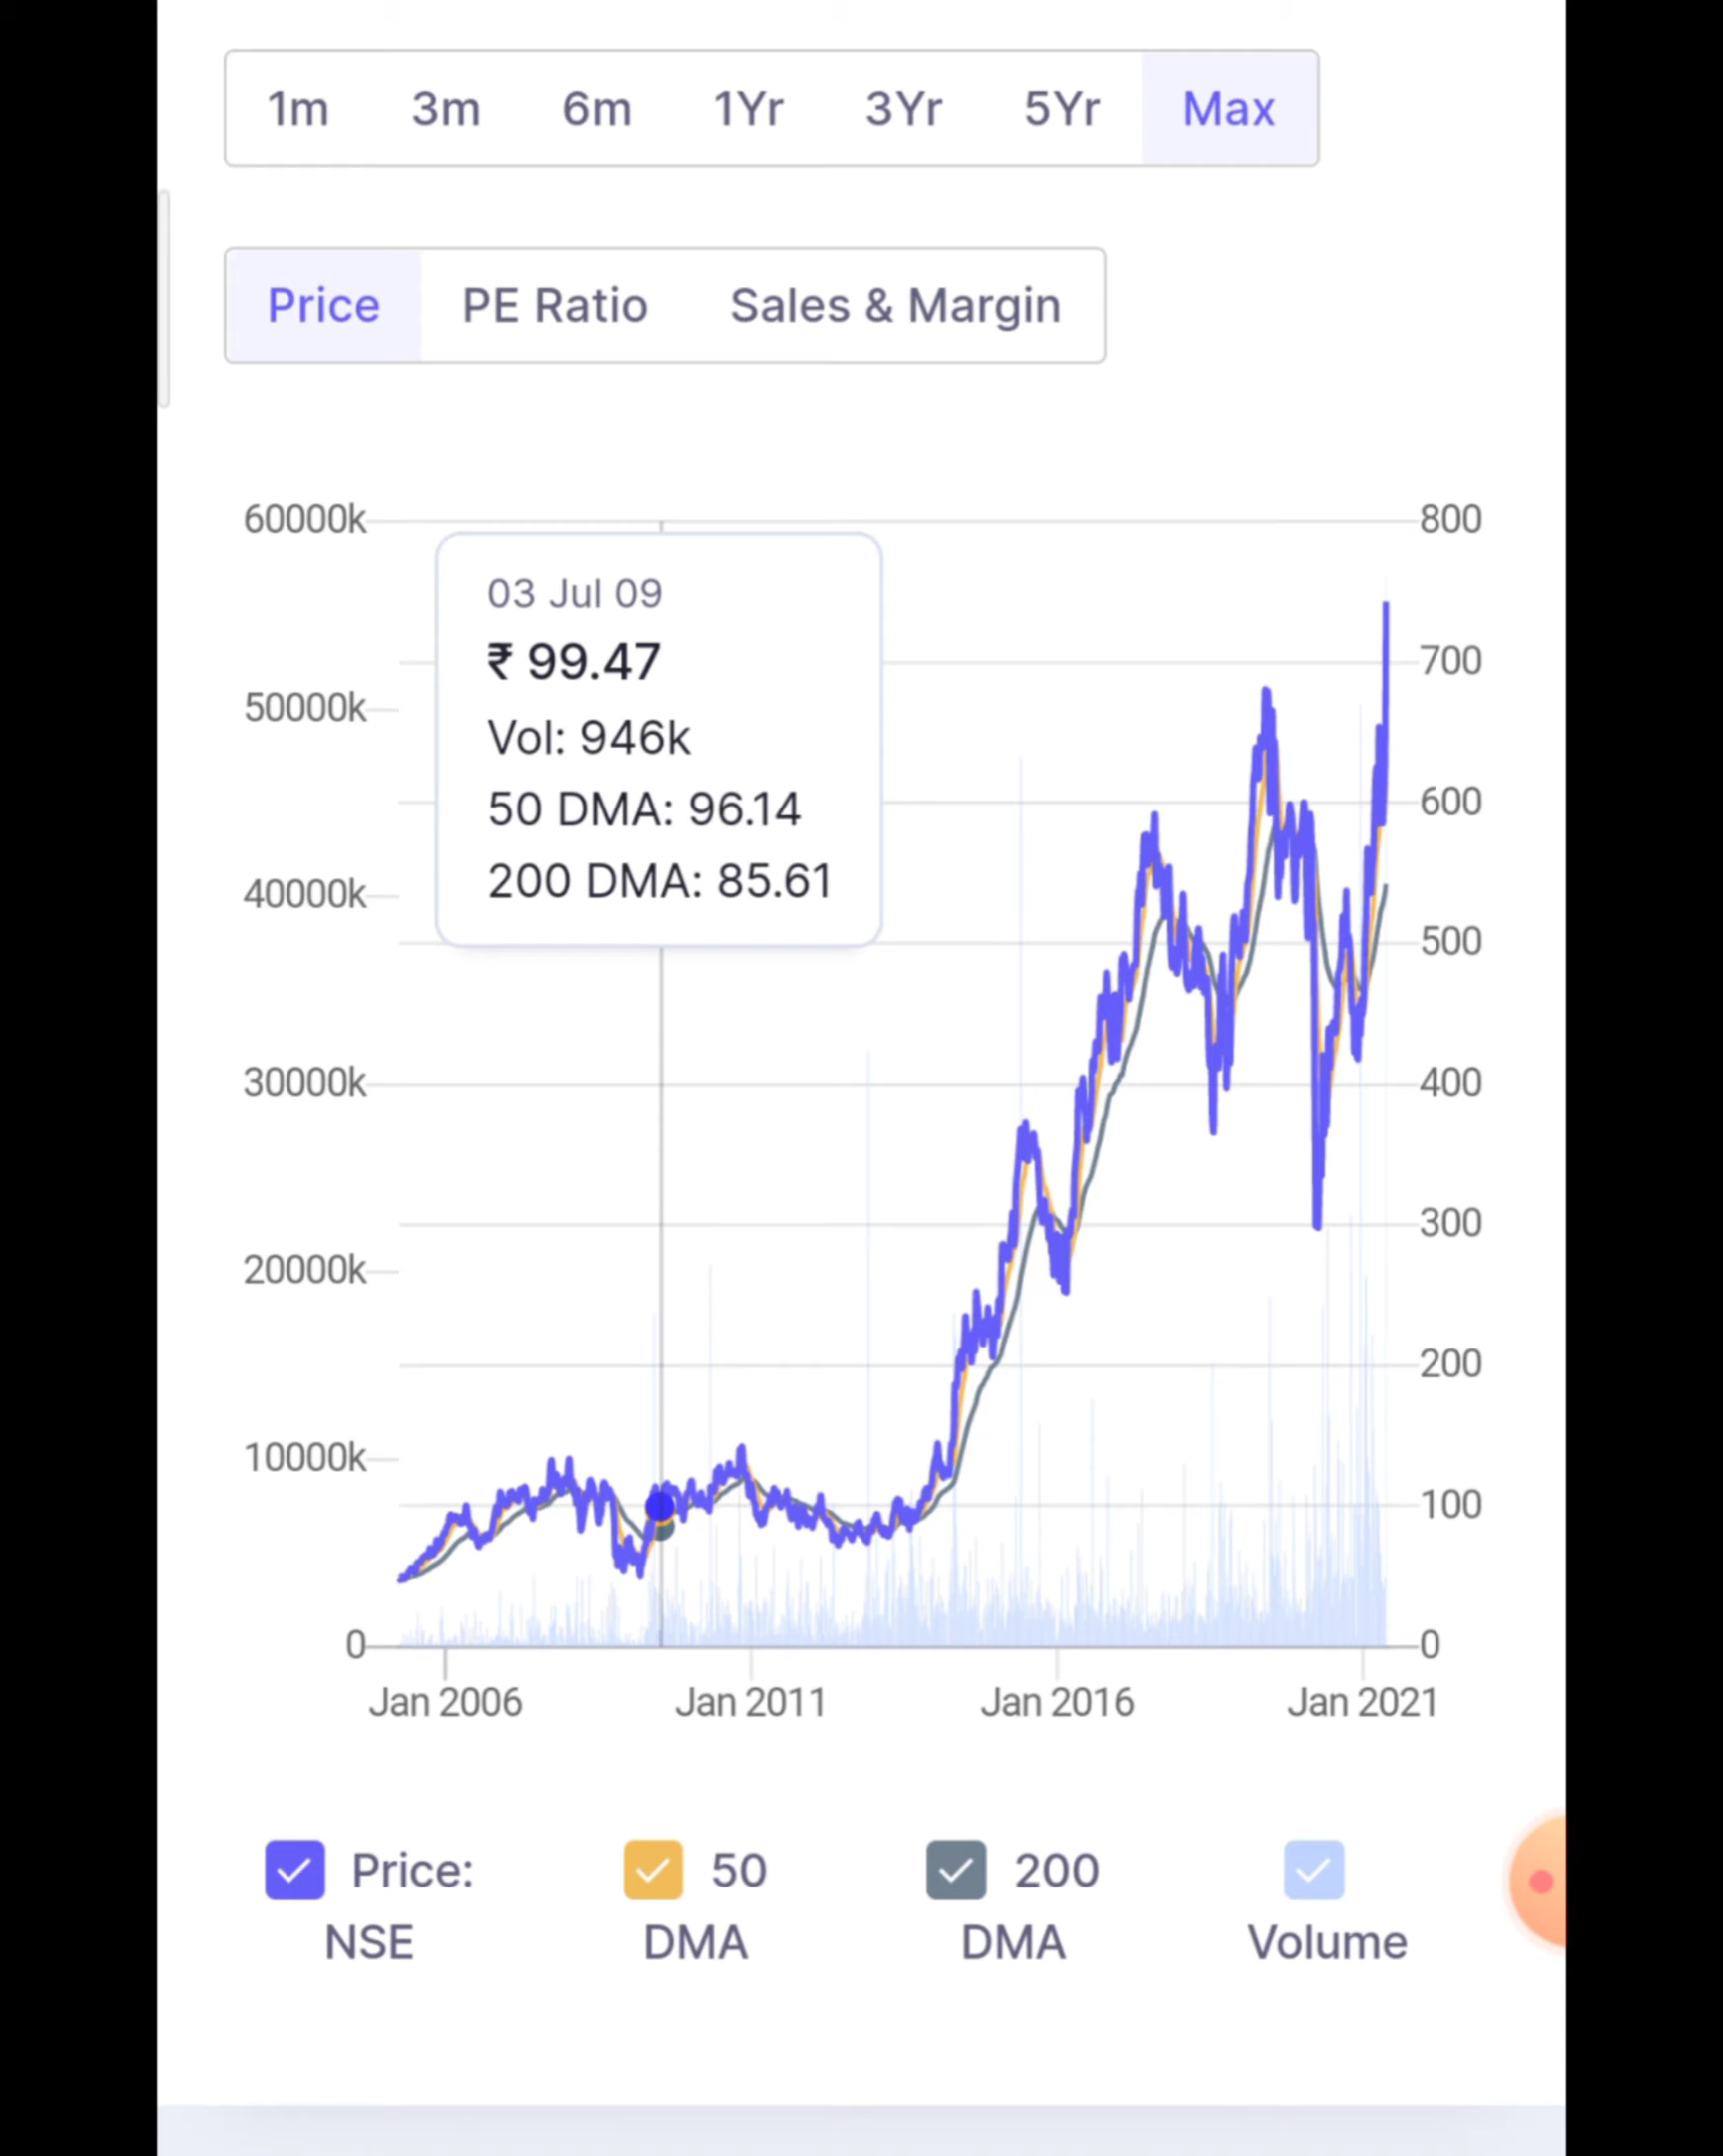 1m 3m 6m 1Yr 3Yr 5Yr Max
Price PE Ratio Sales & Margin
60000k
50000k
40000k
30000k
20000k
10000k
0
800
700
600
500
400
300
200
100
0
03 Jul 09
₹ 99.47
Vol: 946k
50 DMA: 96.14
200 DMA: 85.61
Jan 2006 Jan 2011 Jan 2016 Jan 2021
Price:
NSE
50
DMA
200
DMA
Volume